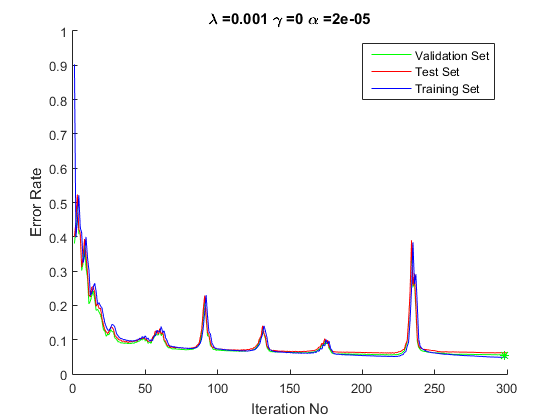 λ =0.001 γ =0 α =2e-05
Validation Set
Test Set
Training Set
Error Rate
1
0.9
0.8
0.7
0.6
0.5
0.4
0.3
0.2
0.1
0
0 50 100 150 200 250 300
Iteration No